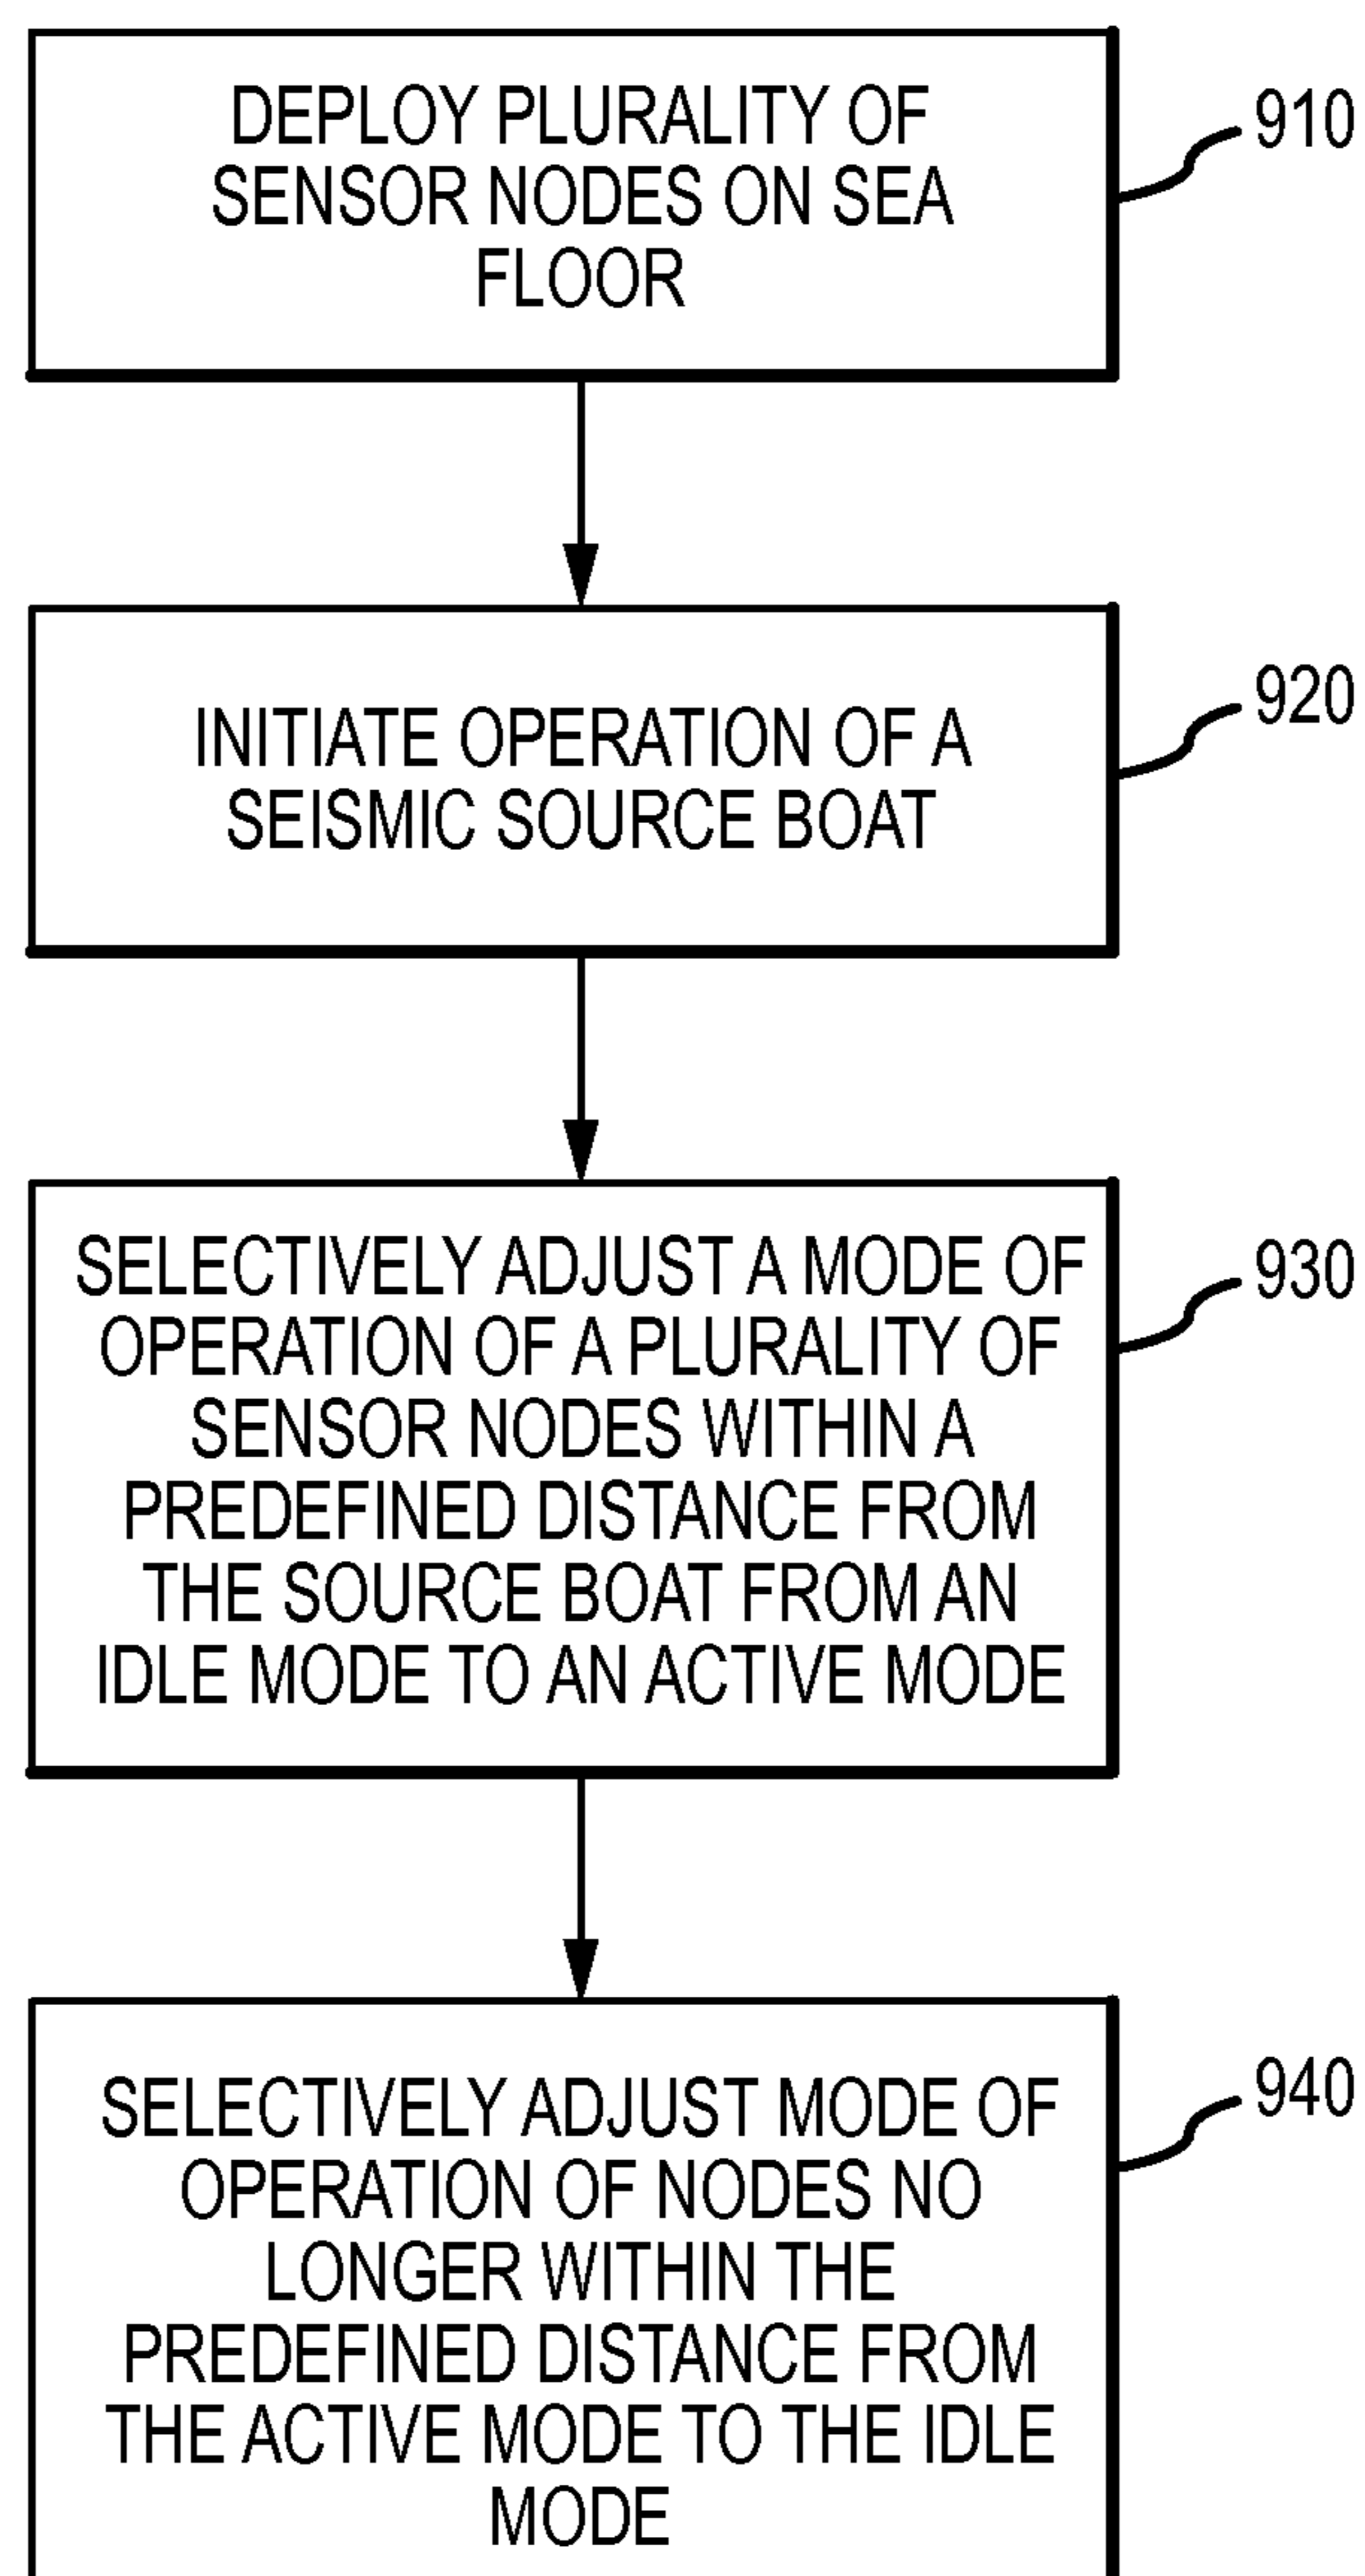 DEPLOY PLURALITY OF
SENSOR NODES ON SEA
FLOOR
910
INITIATE OPERATION OF A
SEISMIC SOURCE BOAT
920
SELECTIVELY ADJUST A MODE OF
OPERATION OF A PLURALITY OF
SENSOR NODES WITHIN A
PREDEFINED DISTANCE FROM
THE SOURCE BOAT FROM AN
IDLE MODE TO AN ACTIVE MODE
930
SELECTIVELY ADJUST MODE OF
OPERATION OF NODES NO
LONGER WITHIN THE
PREDEFINED DISTANCE FROM
THE ACTIVE MODE TO THE IDLE
MODE
940